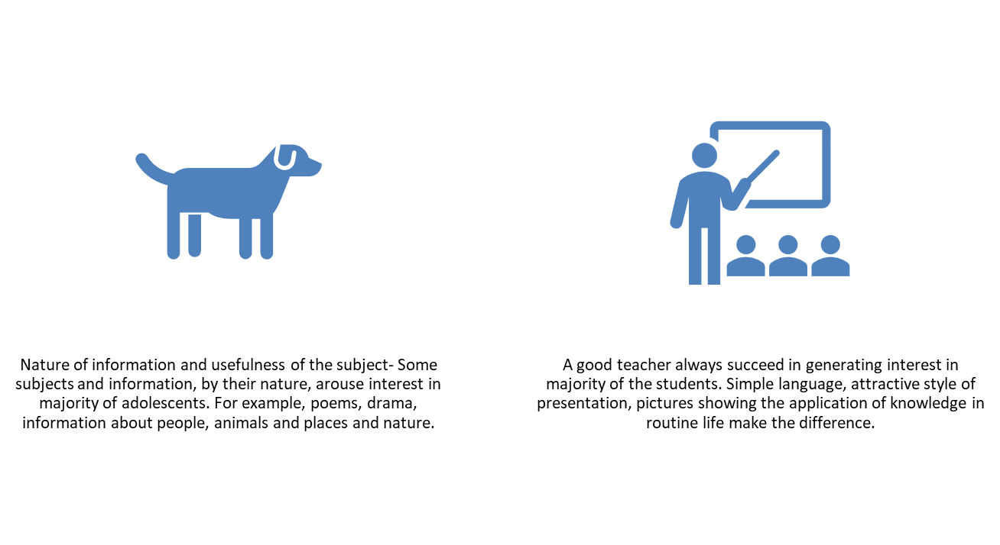 Nature of information and usefulness of the subject- Some
subjects and information, by their nature, arouse interest in
majority of adolescents. For example, poems, drama,
information about people, animals and places and nature.
A good teacher always succeed in generating interest in
majority of the students. Simple language, attractive style of
presentation, pictures showing the application of knowledge in
routine life make the difference.